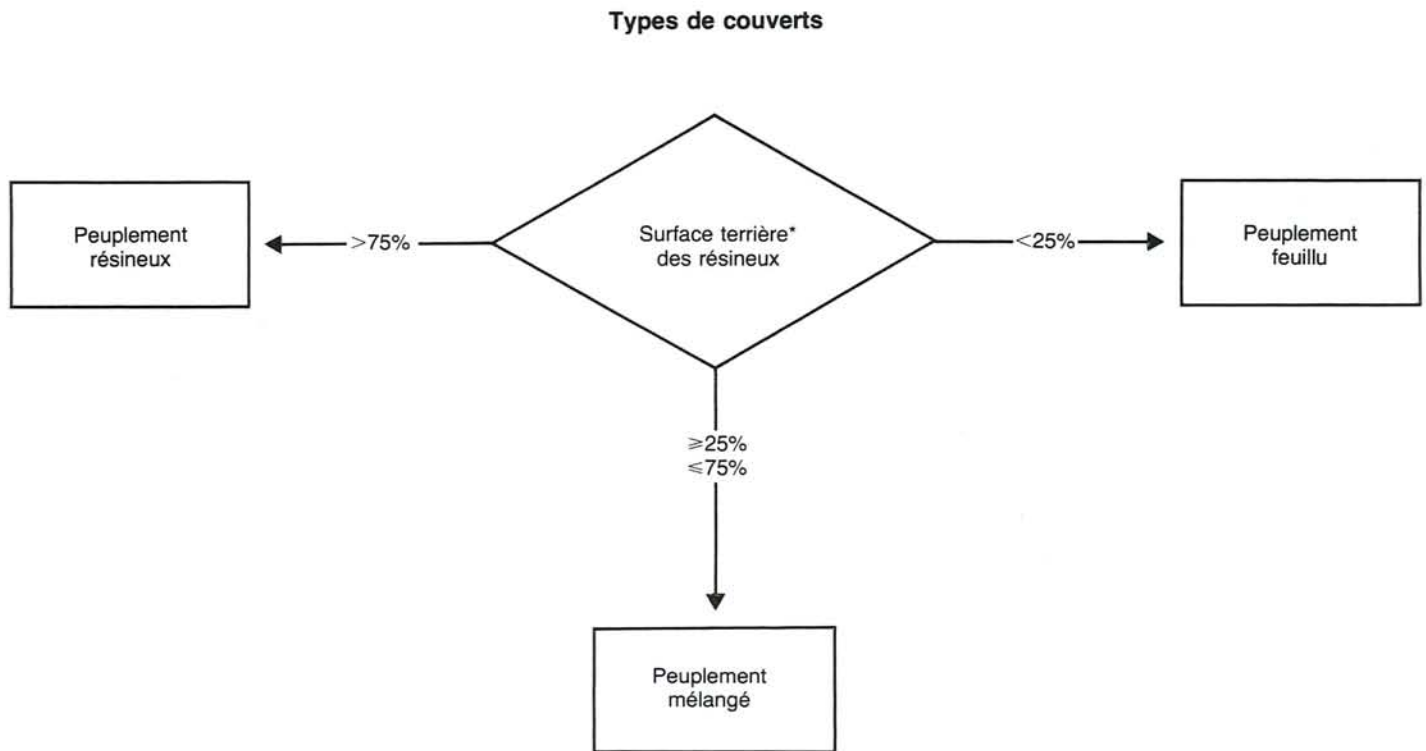 Types de couverts
Peuplement
résineux
>75%
Surface terrière*
des résineux
<25%
Peuplement
feuillu
≥25%
≤75%
Peuplement
mélangé